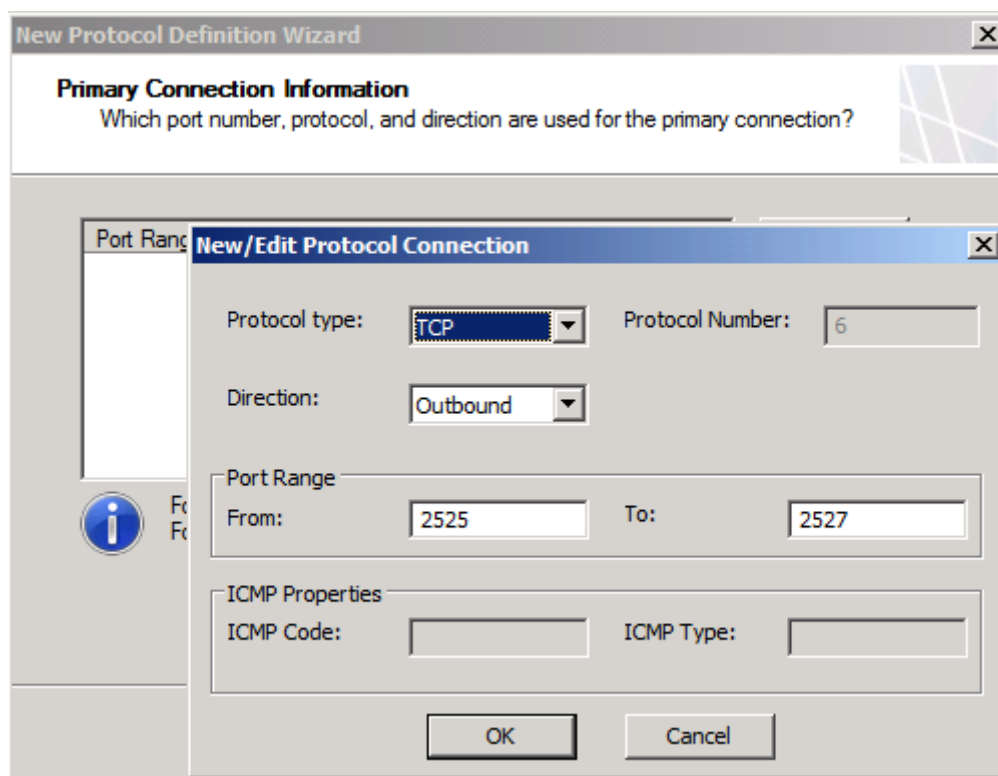 New Protocol Definition Wizard
Primary Connection Information
Which port number, protocol, and direction are used for the primary connection?
New/Edit Protocol Connection
Protocol type: TCP Protocol Number: 6
Direction: Outbound
Port Range
From: 2525 To: 2527
ICMP Properties
ICMP Code: ICMP Type:
OK Cancel